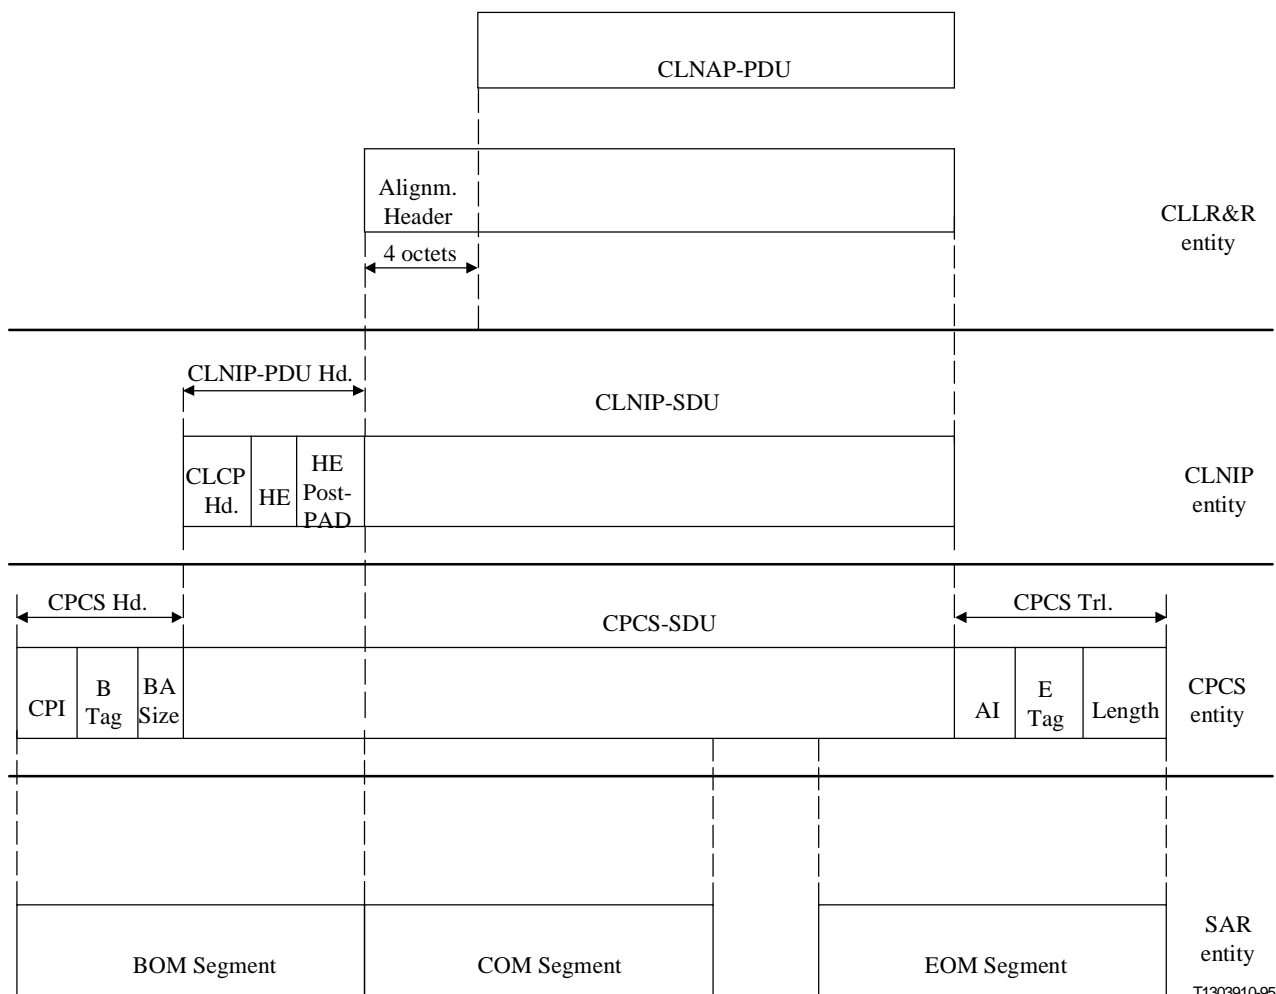 CLNAP-PDU
Alignm.
Header
4 octets
CLLR&R
entity
CLNIP-PDU Hd.
CLNIP-SDU
CLCP
Hd.
HE
HE
Post-
PAD
CLNIP
entity
CPCS Hd.
CPCS-SDU
CPCS Trl.
CPI
B
Tag
BA
Size
AI
E
Tag
Length
CPCS
entity
BOM Segment
COM Segment
EOM Segment
SAR
entity
T1303910-95